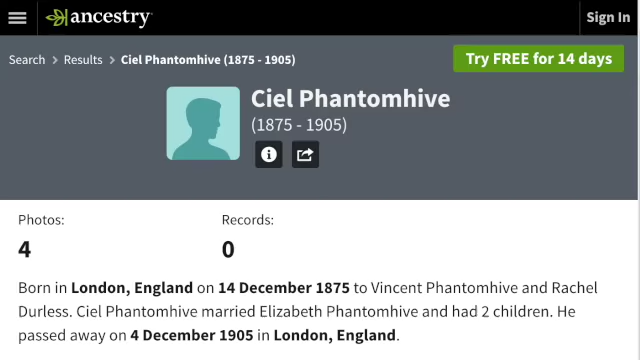 ancestry
Sign In
Search > Results > Ciel Phantomhive (1875 - 1905)
Try FREE for 14 days
Ciel Phantomhive
(1875 - 1905)
Photos:
Records:
4
0
Born in London, England on 14 December 1875 to Vincent Phantomhive and Rachel
Durless. Ciel Phantomhive married Elizabeth Phantomhive and had 2 children. He
passed away on 4 December 1905 in London, England.